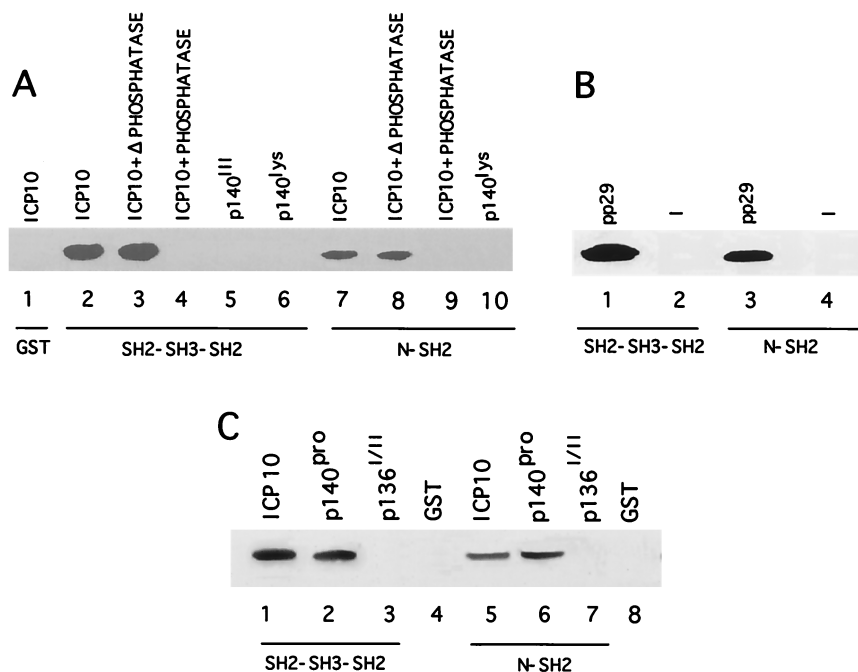 A
ICP10
ICP10
ICP10+Δ PHOSPHATASE
ICP10+PHOSPHATASE
p140III
p140lys
ICP10
ICP10+Δ PHOSPHATASE
ICP10+PHOSPHATASE
p140lys
1 2 3 4 5 6 7 8 9 10
GST SH2-SH3-SH2 N-SH2
B
pp29
–
pp29
–
1 2 3 4
SH2-SH3-SH2 N-SH2
C
ICP10
p140pro
p136I/II
GST
ICP10
p140pro
p136I/II
GST
1 2 3 4 5 6 7 8
SH2-SH3-SH2 N-SH2